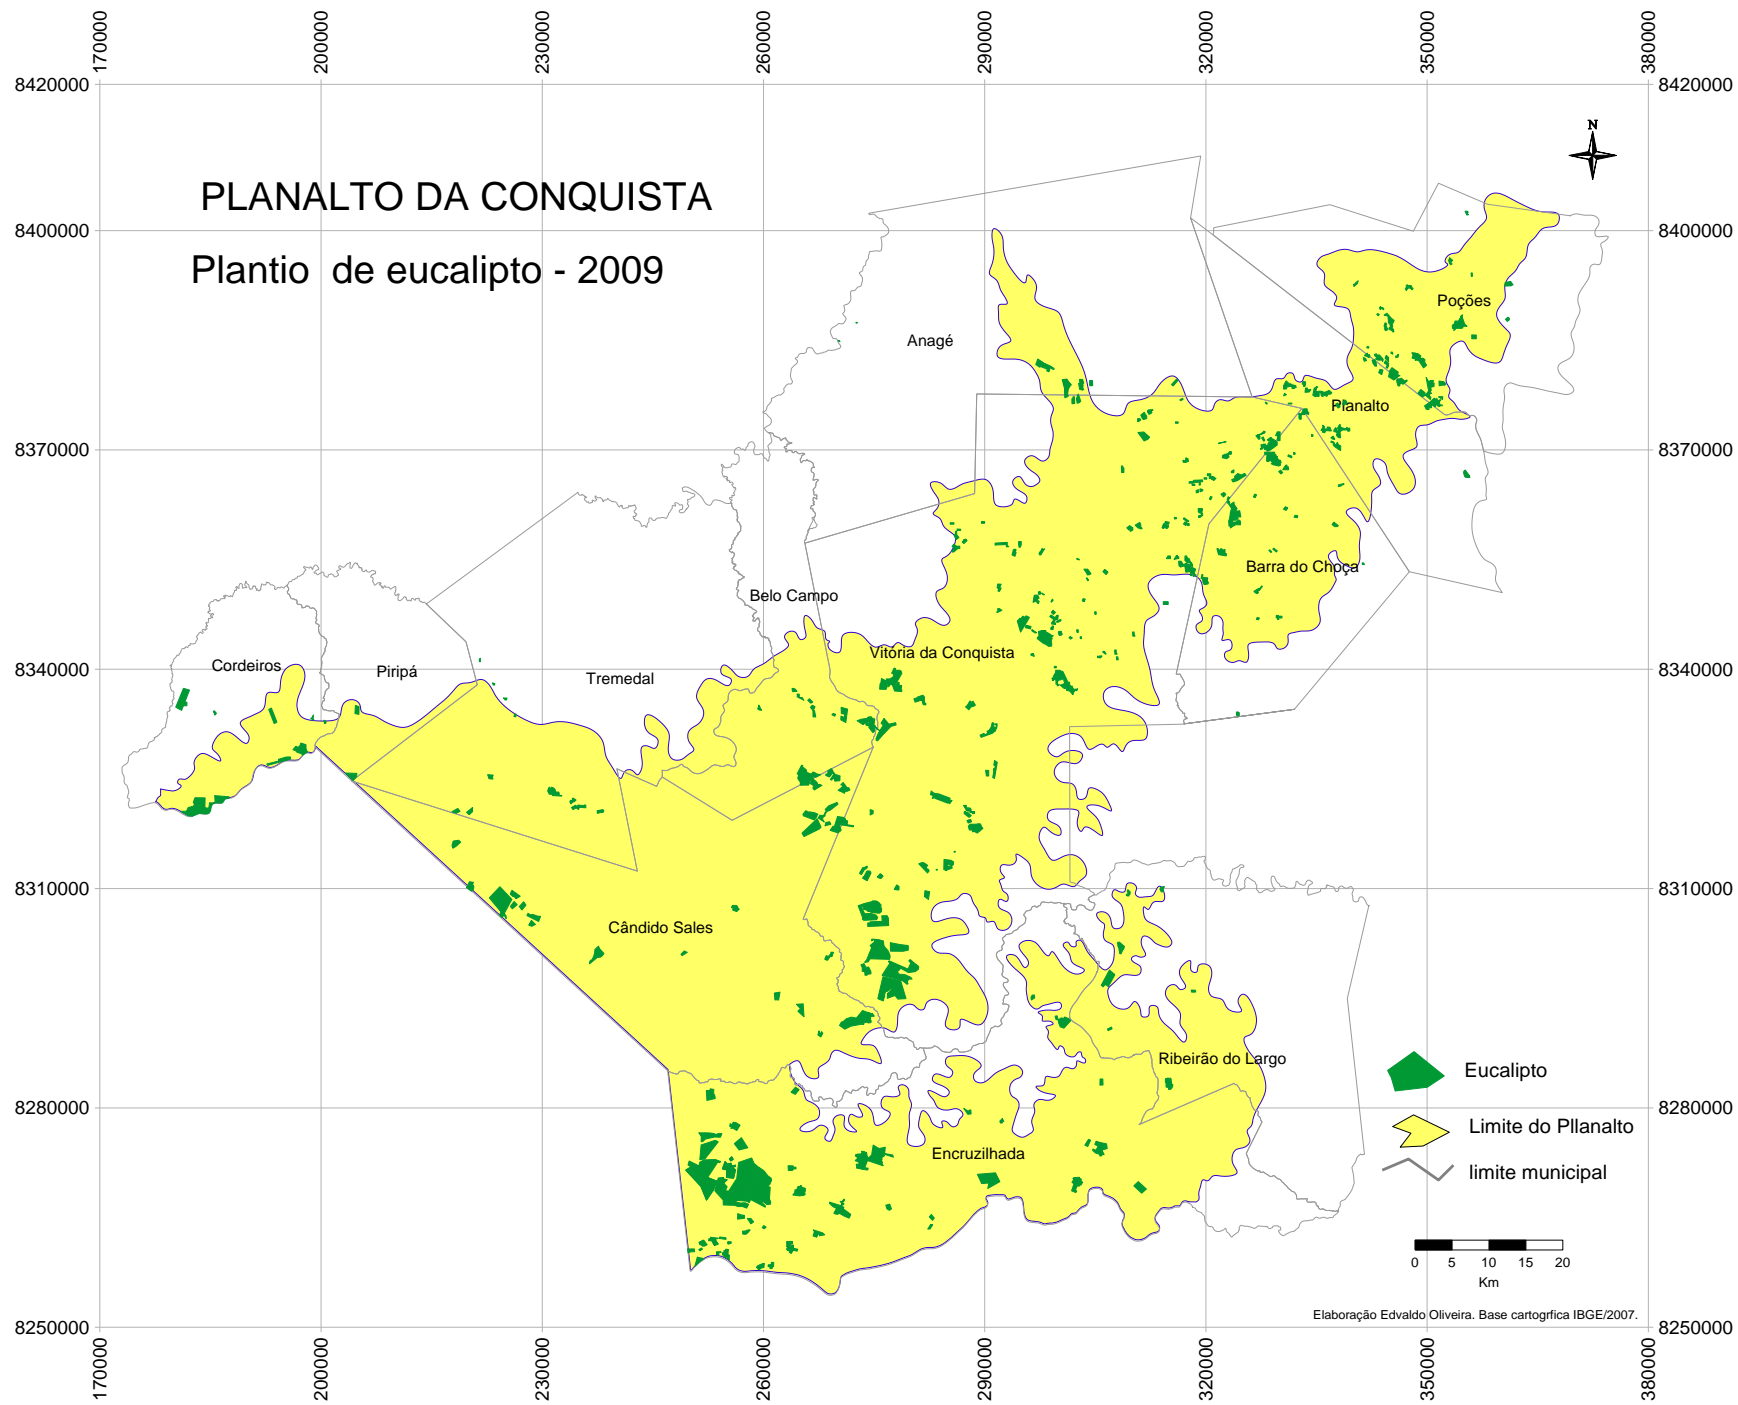 170000 200000 230000 260000 290000 320000 350000 380000
8420000 8420000
N
PLANALTO DA CONQUISTA
8400000 8400000
Plantio de eucalipto - 2009
Poções
Anagé
Planalto
8370000 8370000
Barra do Choça
Belo Campo
Vitória da Conquista
Cordeiros
Piripá
8340000 8340000
Tremedal
8310000 8310000
Cândido Sales
Ribeirão do Largo
Eucalipto
8280000 8280000
Limite do Pllanalto
Encruzilhada
limite municipal
0 5 10 15 20
Km
Elaboração Edvaldo Oliveira. Base cartogrfica IBGE/2007.
8250000 8250000
170000 200000 230000 260000 290000 320000 350000 380000